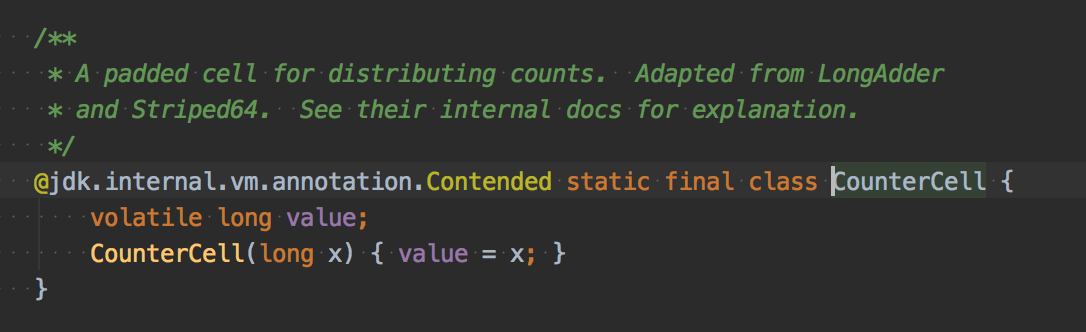 /**
* A padded cell for distributing counts.  Adapted from LongAdder
* and Striped64.  See their internal docs for explanation.
*/
@jdk.internal.vm.annotation.Contended static final class CounterCell {
volatile long value;
CounterCell(long x) { value = x; }
}